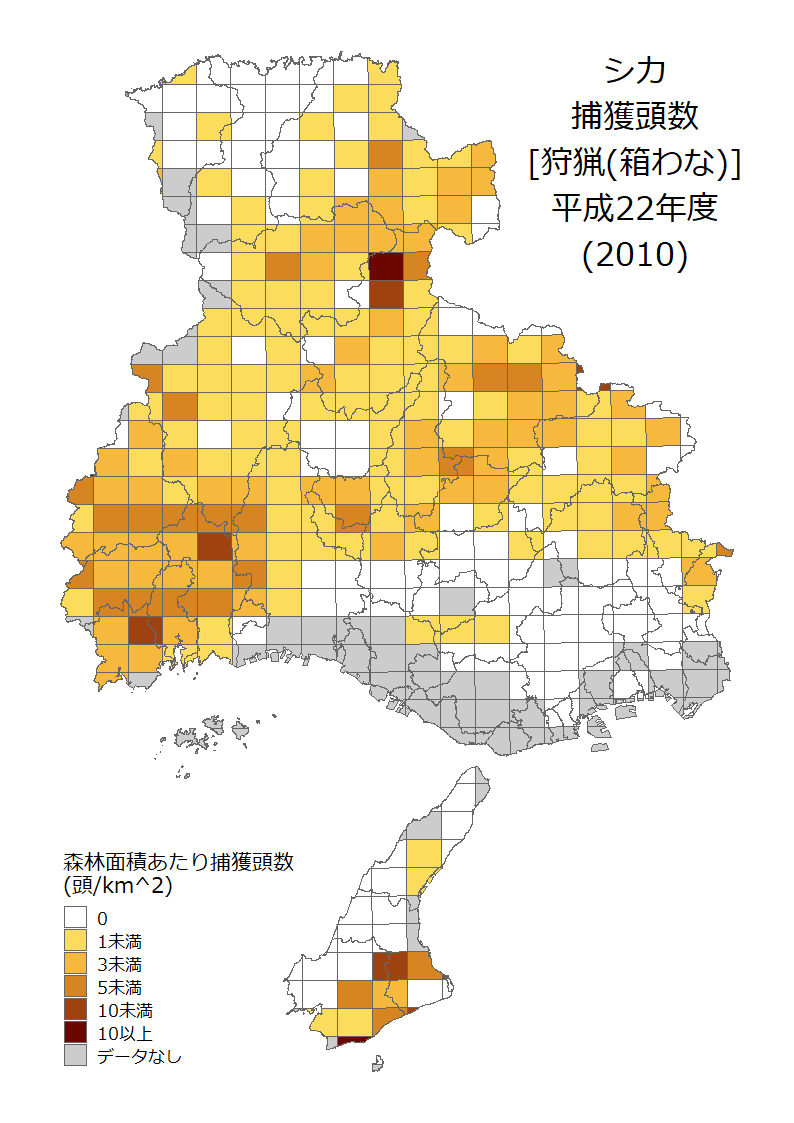 シカ
捕獲頭数
[狩猟(箱わな)]
平成22年度
(2010)
森林面積あたり捕獲頭数
(頭/km^2)
0
1未満
3未満
5未満
10未満
10以上
データなし